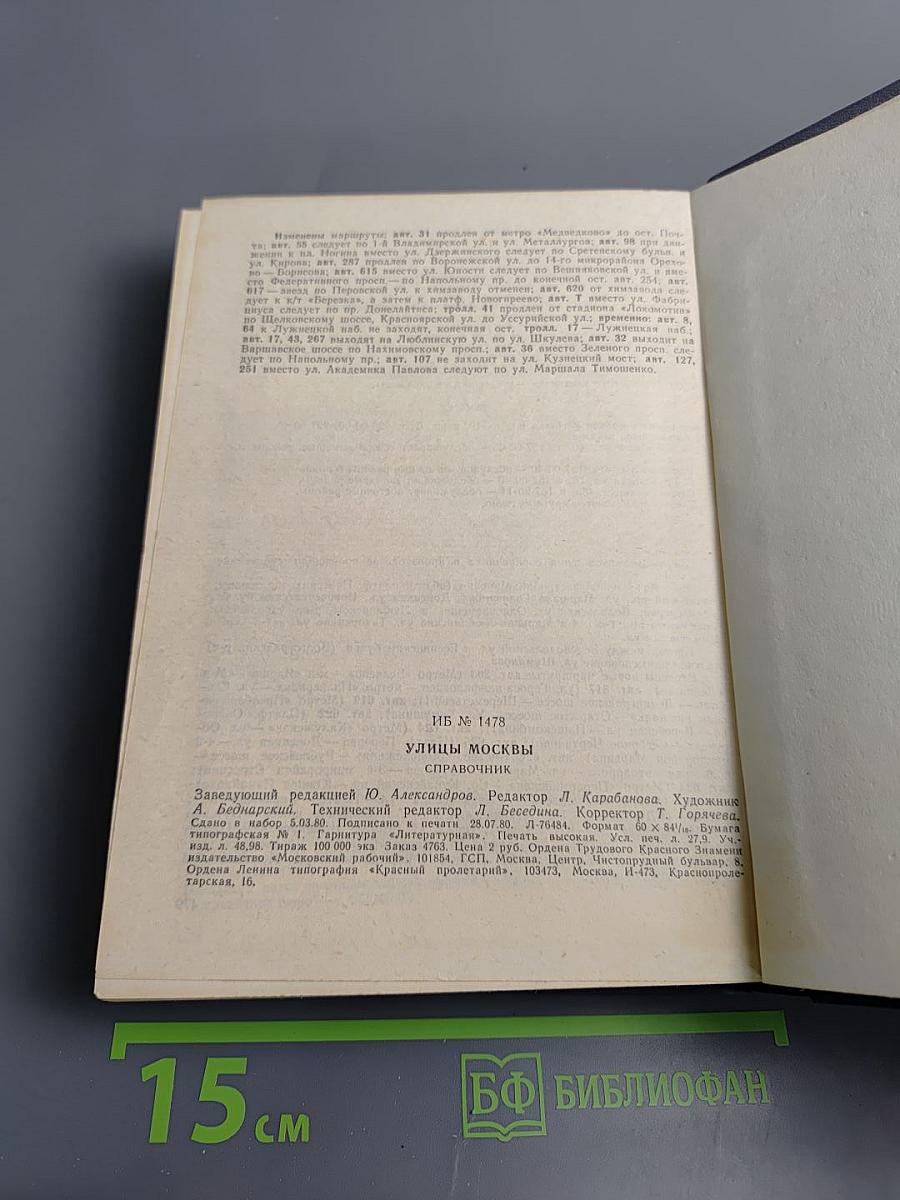 Изменены маршруты: авт. 31 продлен от метро «Медведково» до ост. Поч-
та; авт. 55 следует по 1-й Владимирской ул. и ул. Металлургов; авт. 98 при дви-
жении к пл. Ногина вместо ул. Дзержинского следует по Сретенскому бульв. и
ул. Кирова; авт. 287 продлен по Воронежской ул. до 14-го микрорайона Орехо-
во — Борисова; авт. 615 вместо ул. Юности следует по Вешняковской ул. и вме-
сто Федеративного просп.— по Напольному пр. до конечной ост. авт. 254; авт.
617 — заезд по Перовской ул. к химзаводу отменен; авт. 620 от химзавода сле-
дует к к/т «Березка», а затем к платф. Новогиреево; авт. Т вместо ул. Фабри-
циуса следует по пр. Донелайтиса; тролл. 41 продлен от стадиона «Локомотив»
по Щелковскому шоссе, Красноярской ул. до Уссурийской ул.; временно: авт. 8,
64 к Лужнецкой наб. не заходят, конечная ост. тролл. 17 — Лужнецкая наб.;
авт. 17, 43, 267 выходят на Люблинскую ул. по ул. Шкулева; авт. 32 выходит на
Варшавское шоссе по Нахимовскому просп.; авт. 36 вместо Зеленого просп. сле-
дует по Напольному пр.; авт. 107 не заходит на ул. Кузнецкий мост; авт. 127,
251 вместо ул. Академика Павлова следуют по ул. Маршала Тимошенко.
ИБ № 1478
УЛИЦЫ МОСКВЫ
СПРАВОЧНИК
Заведующий редакцией Ю. Александров. Редактор Л. Карабанова. Художник
А. Беднарский. Технический редактор Л. Беседина. Корректор Т. Горячева.
Сдано в набор 5.03.80. Подписано к печати 28.07.80. Л-76484. Формат 60 × 84¹/₁₆. Бумага
типографская № 1. Гарнитура «Литературная». Печать высокая. Усл. печ. л. 27,9. Уч.-
изд. л. 48,98. Тираж 100 000 экз Заказ 4763. Цена 2 руб. Ордена Трудового Красного Знамени
издательство «Московский рабочий». 101854, ГСП, Москва, Центр, Чистопрудный бульвар, 8.
Ордена Ленина типография «Красный пролетарий». 103473, Москва, И-473, Краснопроле-
тарская, 16.
15 см
БФ БИБЛИОФАН